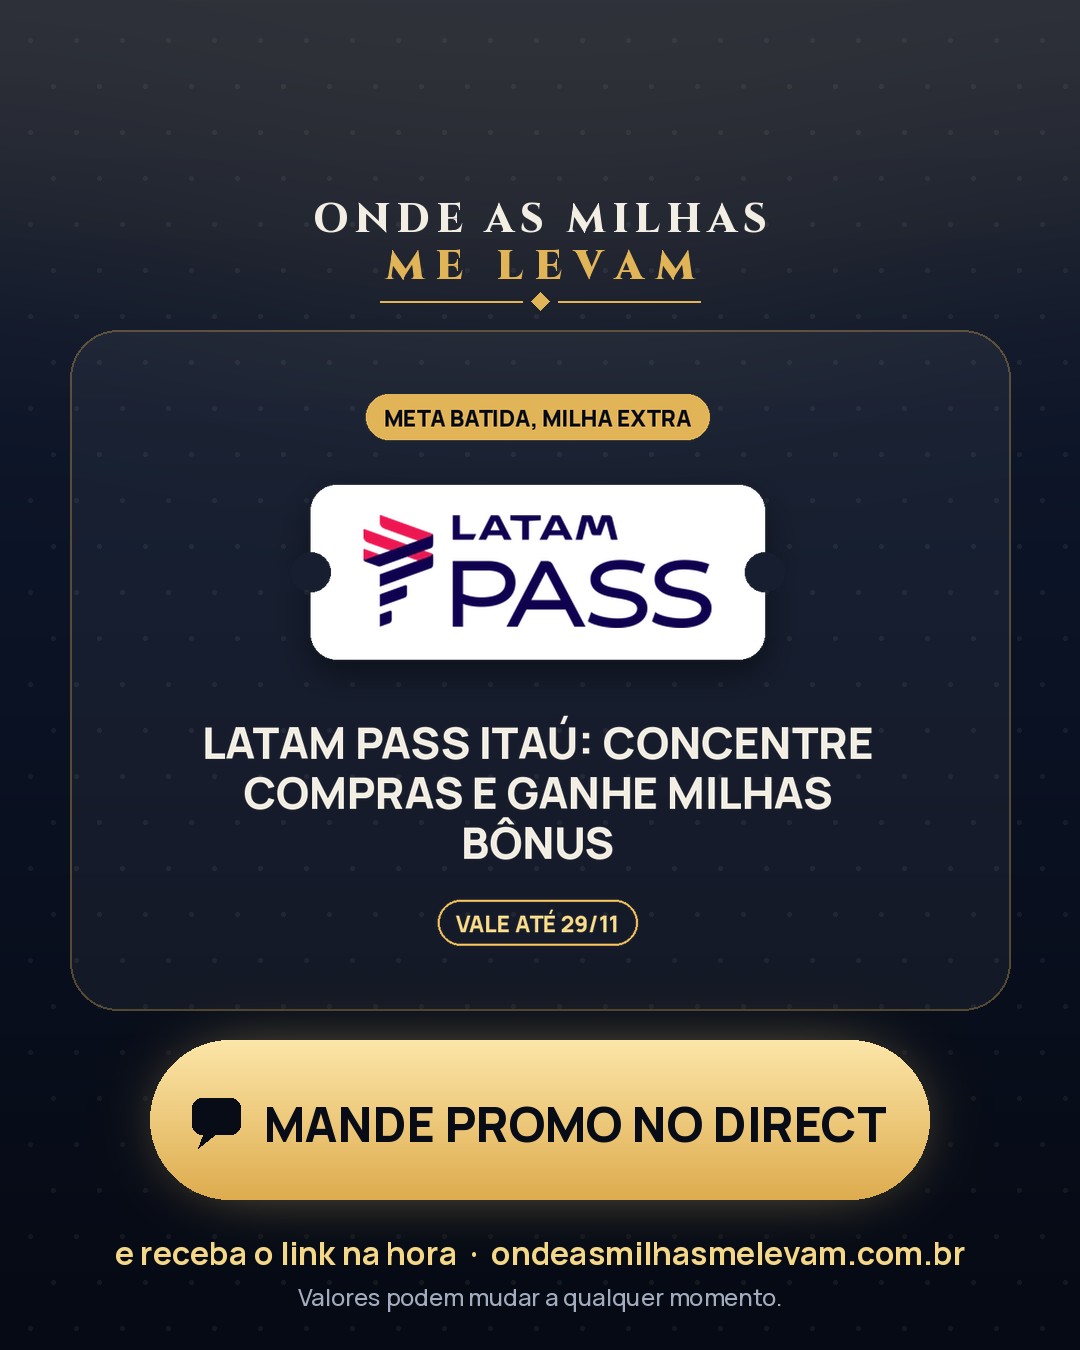 ONDE AS MILHAS
ME LEVAM
META BATIDA, MILHA EXTRA
LATAM
PASS
LATAM PASS ITAÚ: CONCENTRE
COMPRAS E GANHE MILHAS
BÔNUS
VALE ATÉ 29/11
MANDE PROMO NO DIRECT
e receba o link na hora · ondeasmilhasmelevam.com.br
Valores podem mudar a qualquer momento.